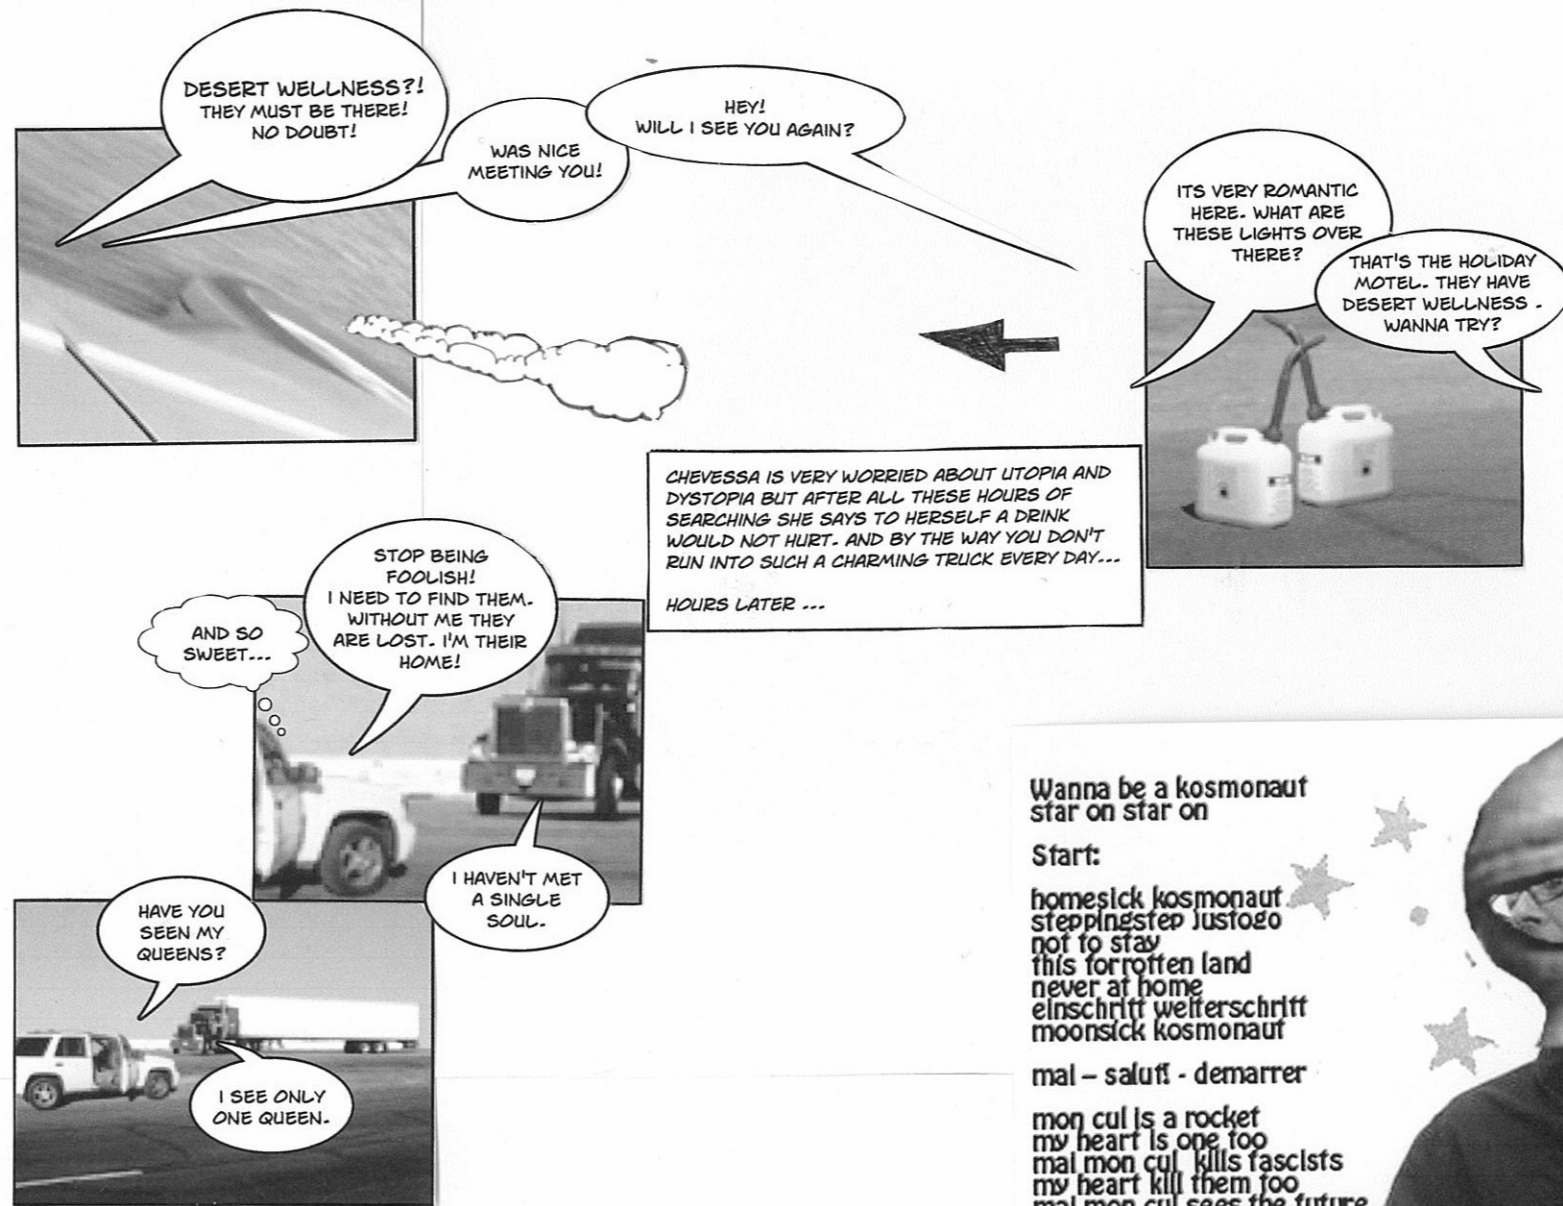 DESERT WELLNESS?!
THEY MUST BE THERE!
NO DOUBT!
WAS NICE
MEETING YOU!
HEY!
WILL I SEE YOU AGAIN?
ITS VERY ROMANTIC
HERE. WHAT ARE
THESE LIGHTS OVER
THERE?
THAT'S THE HOLIDAY
MOTEL. THEY HAVE
DESERT WELLNESS .
WANNA TRY?
CHEVESSA IS VERY WORRIED ABOUT UTOPIA AND
DYSTOPIA BUT AFTER ALL THESE HOURS OF
SEARCHING SHE SAYS TO HERSELF A DRINK
WOULD NOT HURT. AND BY THE WAY YOU DON'T
RUN INTO SUCH A CHARMING TRUCK EVERY DAY...
HOURS LATER ...
STOP BEING
FOOLISH!
I NEED TO FIND THEM.
WITHOUT ME THEY
ARE LOST. I'M THEIR
HOME!
AND SO
SWEET...
I HAVEN'T MET
A SINGLE
SOUL.
HAVE YOU
SEEN MY
QUEENS?
I SEE ONLY
ONE QUEEN.
Wanna be a kosmonaut
star on star on
Start:
homesick kosmonaut
steppingstep justogo
not to stay
this forrotten land
never at home
einschritt weiterschritt
moonsick kosmonaut
mal – salut! - demarrer
mon cul is a rocket
my heart is one too
mal mon cul kills fascists
my heart kill them too
mal mon cul sees the future